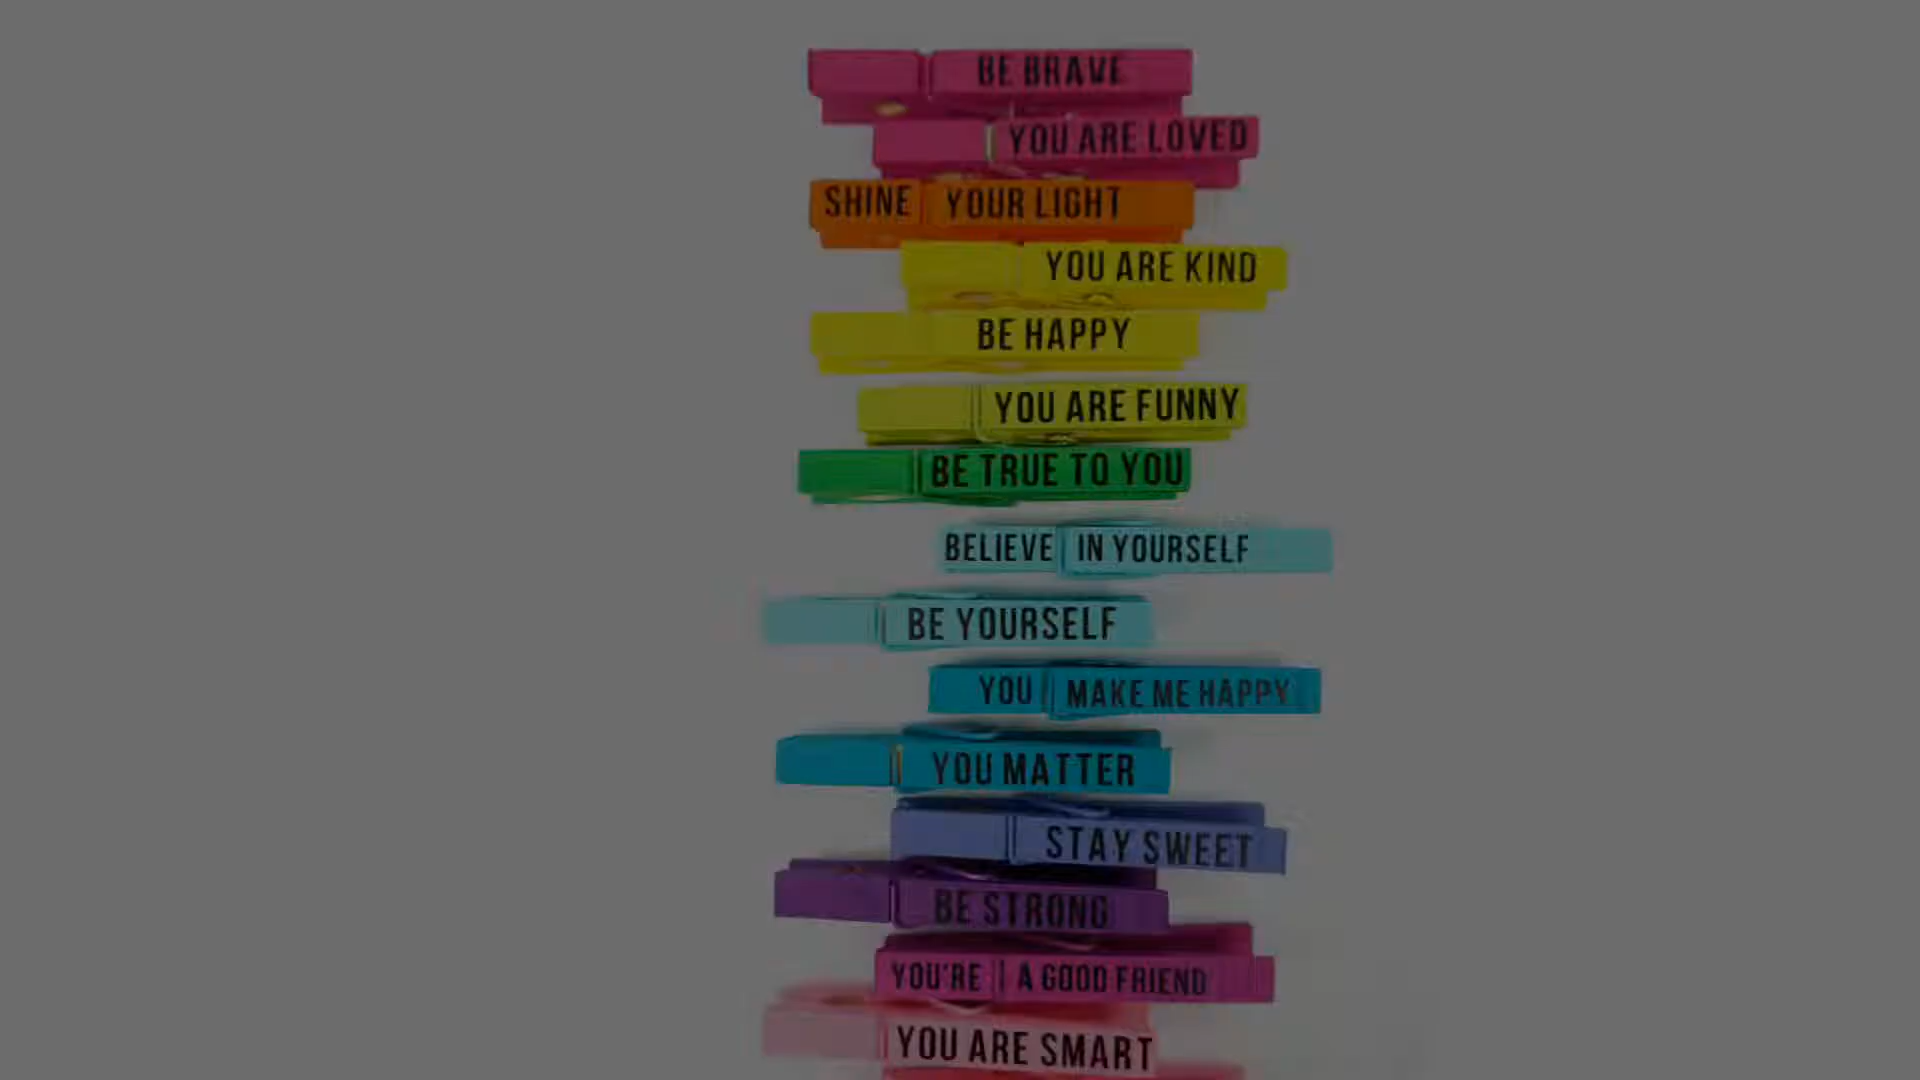 BE BRAVE
YOU ARE LOVED
SHINE YOUR LIGHT
YOU ARE KIND
BE HAPPY
YOU ARE FUNNY
BE TRUE TO YOU
BELIEVE IN YOURSELF
BE YOURSELF
YOU MAKE ME HAPPY
YOU MATTER
STAY SWEET
BE STRONG
YOU'RE A GOOD FRIEND
YOU ARE SMART